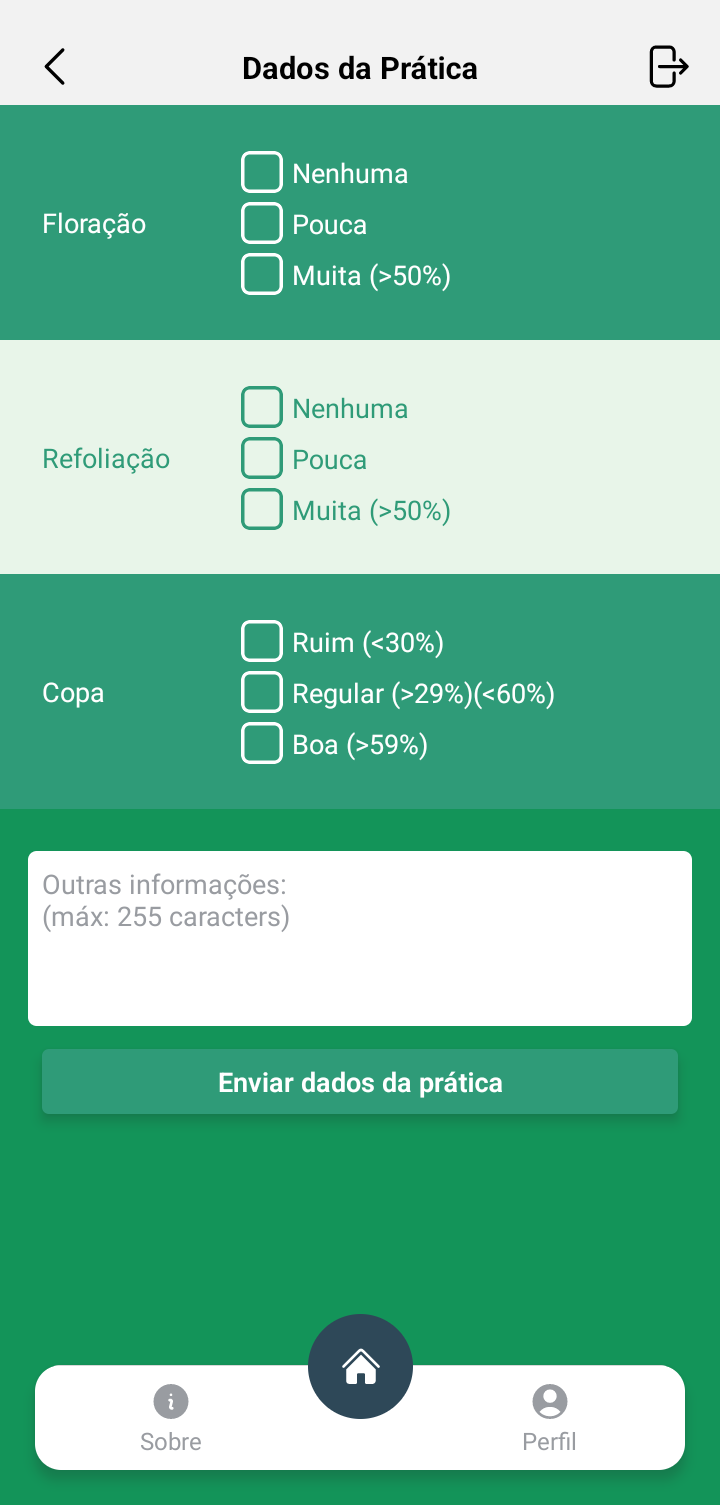 Dados da Prática
Nenhuma
Floração
Pouca
Muita (>50%)
Nenhuma
Refoliação
Pouca
Muita (>50%)
Ruim (<30%)
Copa
Regular (>29%)(<60%)
Boa (>59%)
Outras informações:
(máx: 255 caracters)
Enviar dados da prática
Sobre
Perfil